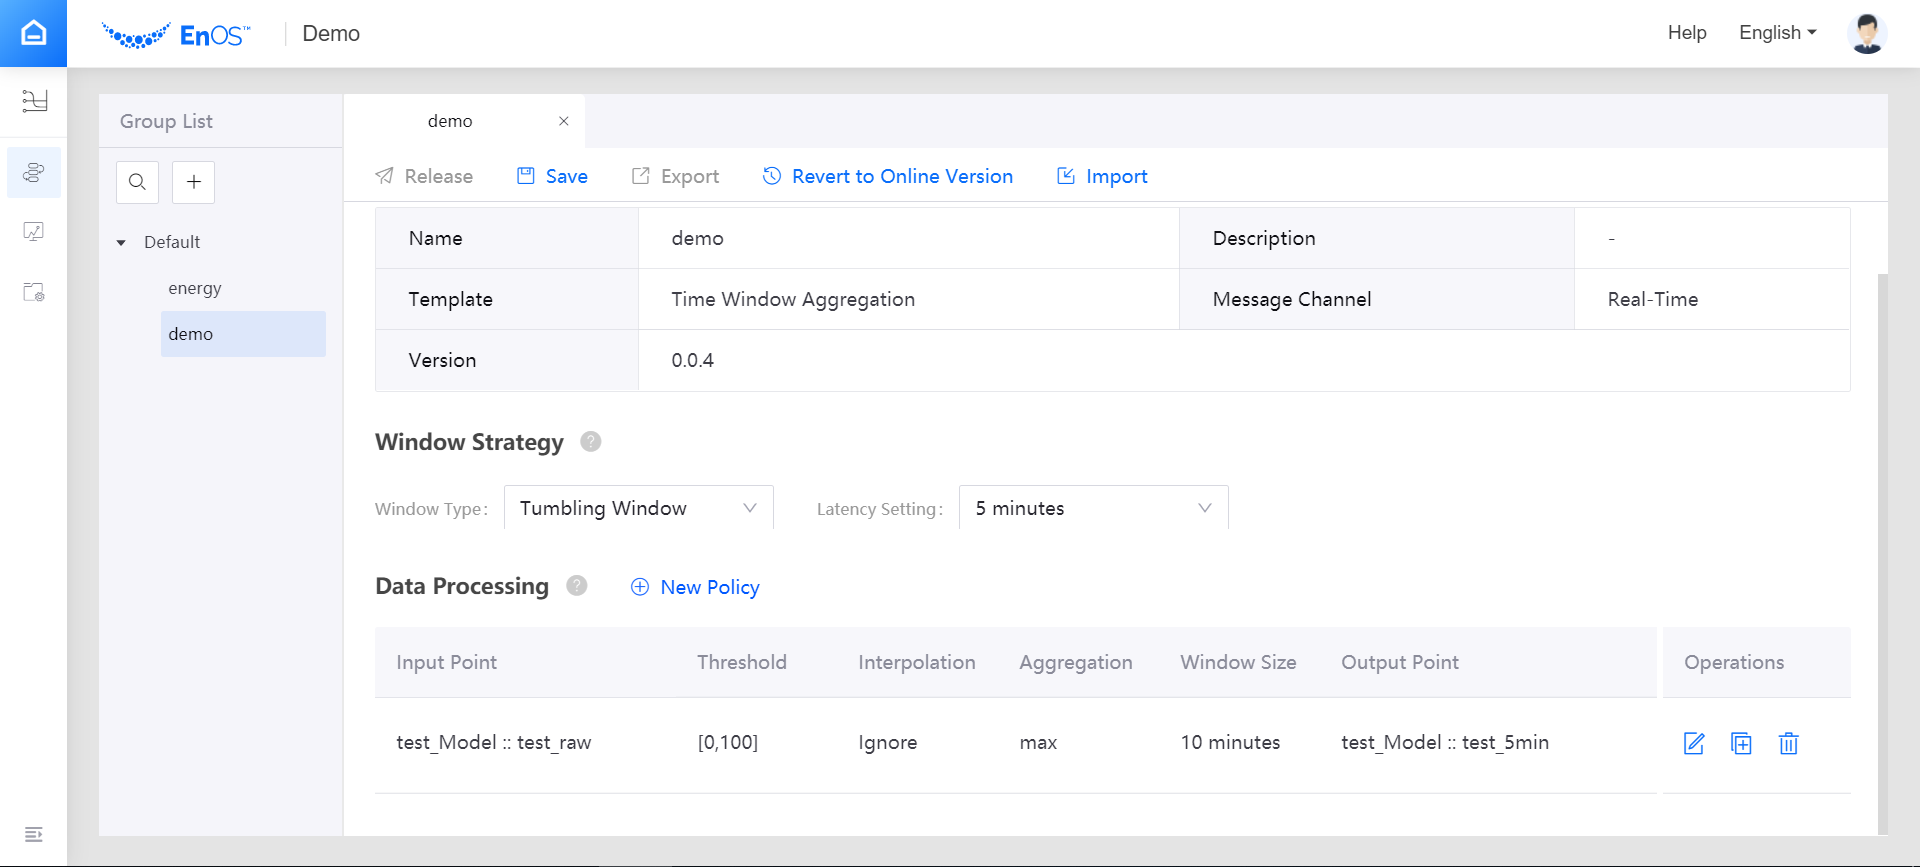 EnOS™ Demo Help English
Group List demo
Release Save Export Revert to Online Version Import
Name demo Description -
Default
energy
demo
Template Time Window Aggregation Message Channel Real-Time
Version 0.0.4
Window Strategy ?
Window Type: Tumbling Window Latency Setting: 5 minutes
Data Processing ? New Policy
Input Point Threshold Interpolation Aggregation Window Size Output Point Operations
test_Model :: test_raw [0,100] Ignore max 10 minutes test_Model :: test_5min